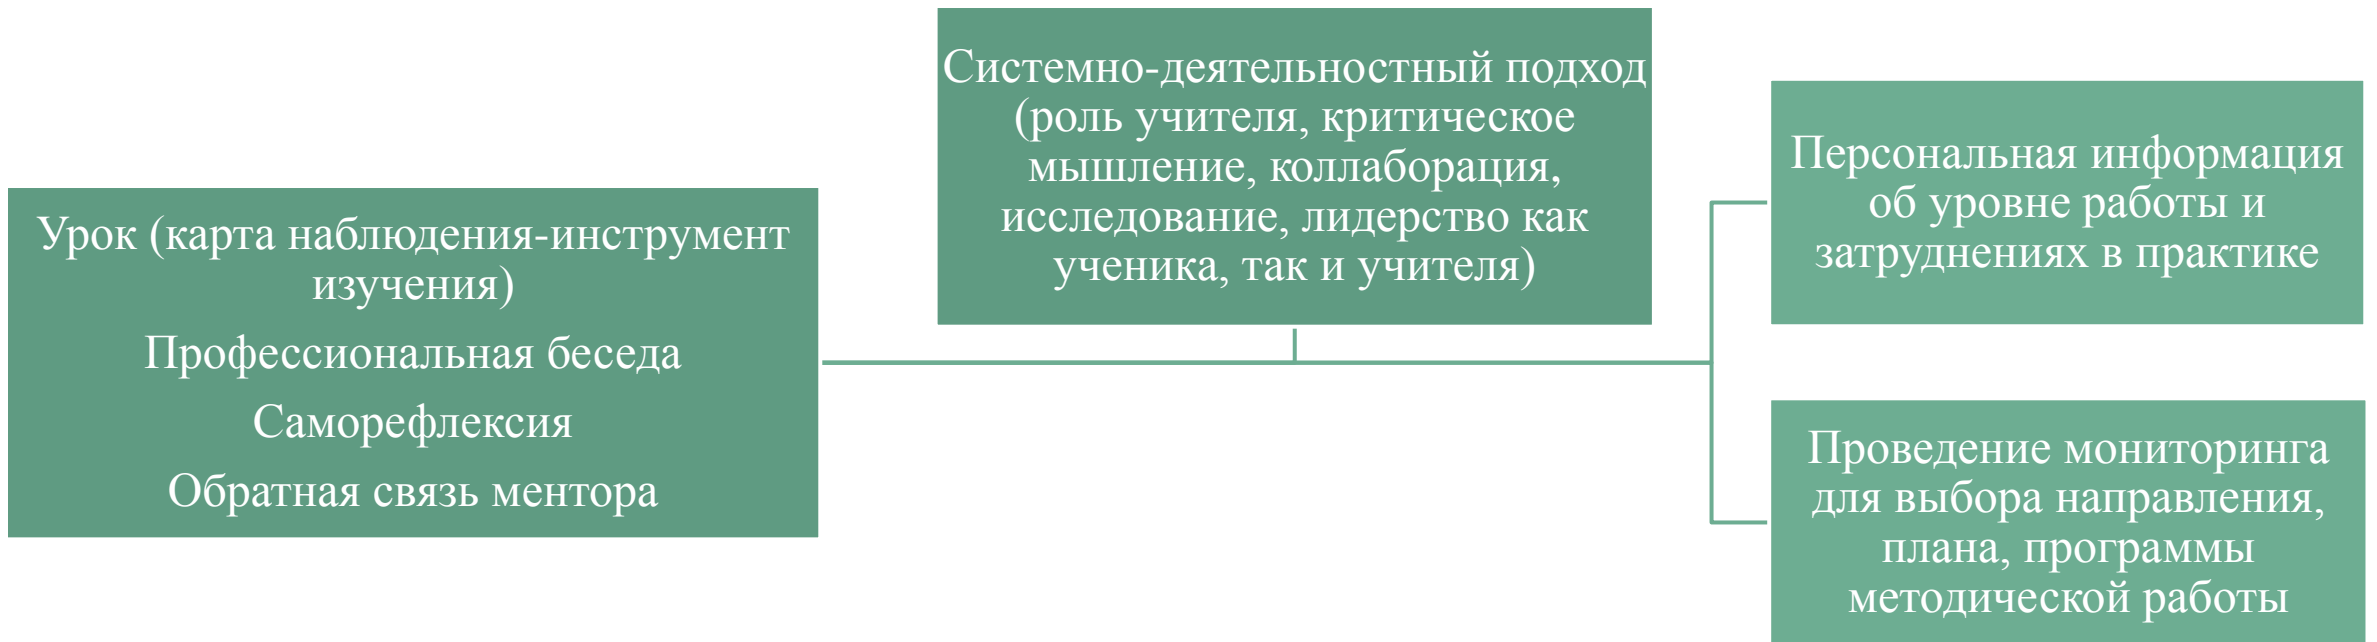 Урок (карта наблюдения-инструмент
изучения)
Профессиональная беседа
Саморефлексия
Обратная связь ментора
Системно-деятельностный подход
(роль учителя, критическое
мышление, коллаборация,
исследование, лидерство как
ученика, так и учителя)
Персональная информация
об уровне работы и
затруднениях в практике
Проведение мониторинга
для выбора направления,
плана, программы
методической работы